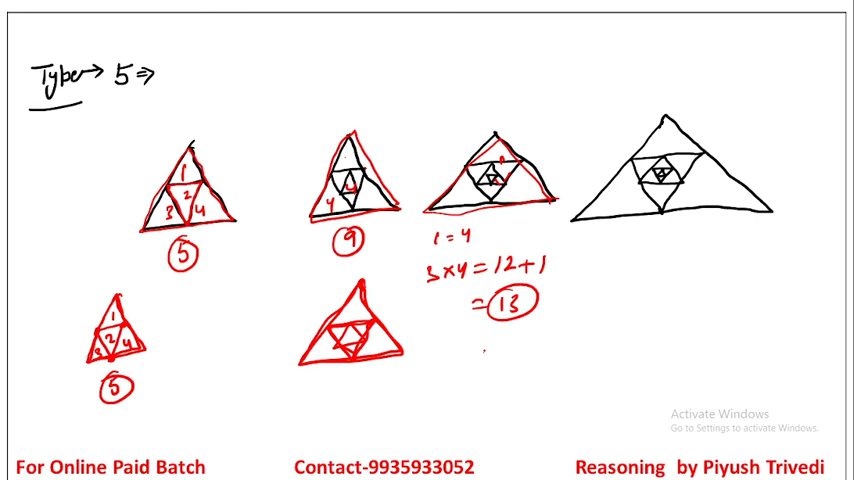 Type → 5 ⇒
1
2
3 4
5
4 4
9
1 = 4
3 × 4 = 12 + 1
= 13
1
2
3 4
5
Activate Windows
Go to Settings to activate Windows.
For Online Paid Batch Contact-9935933052 Reasoning by Piyush Trivedi